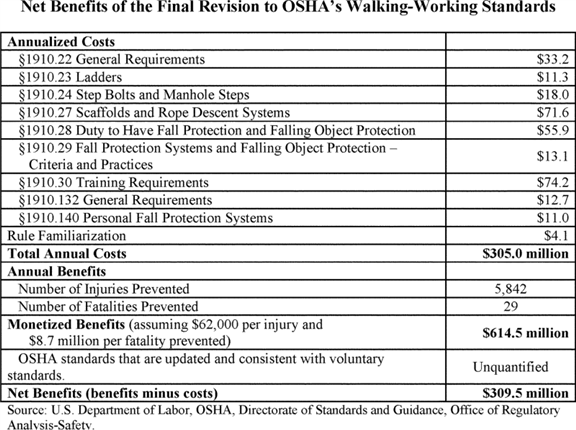 Net Benefits of the Final Revision to OSHA's Walking-Working Standards
Annualized Costs
§1910.22 General Requirements $33.2
§1910.23 Ladders $11.3
§1910.24 Step Bolts and Manhole Steps $18.0
§1910.27 Scaffolds and Rope Descent Systems $71.6
§1910.28 Duty to Have Fall Protection and Falling Object Protection $55.9
§1910.29 Fall Protection Systems and Falling Object Protection –
Criteria and Practices $13.1
§1910.30 Training Requirements $74.2
§1910.132 General Requirements $12.7
§1910.140 Personal Fall Protection Systems $11.0
Rule Familiarization $4.1
Total Annual Costs $305.0 million
Annual Benefits
Number of Injuries Prevented 5,842
Number of Fatalities Prevented 29
Monetized Benefits (assuming $62,000 per injury and
$8.7 million per fatality prevented) $614.5 million
OSHA standards that are updated and consistent with voluntary
standards. Unquantified
Net Benefits (benefits minus costs) $309.5 million
Source: U.S. Department of Labor, OSHA, Directorate of Standards and Guidance, Office of Regulatory
Analysis-Safety.